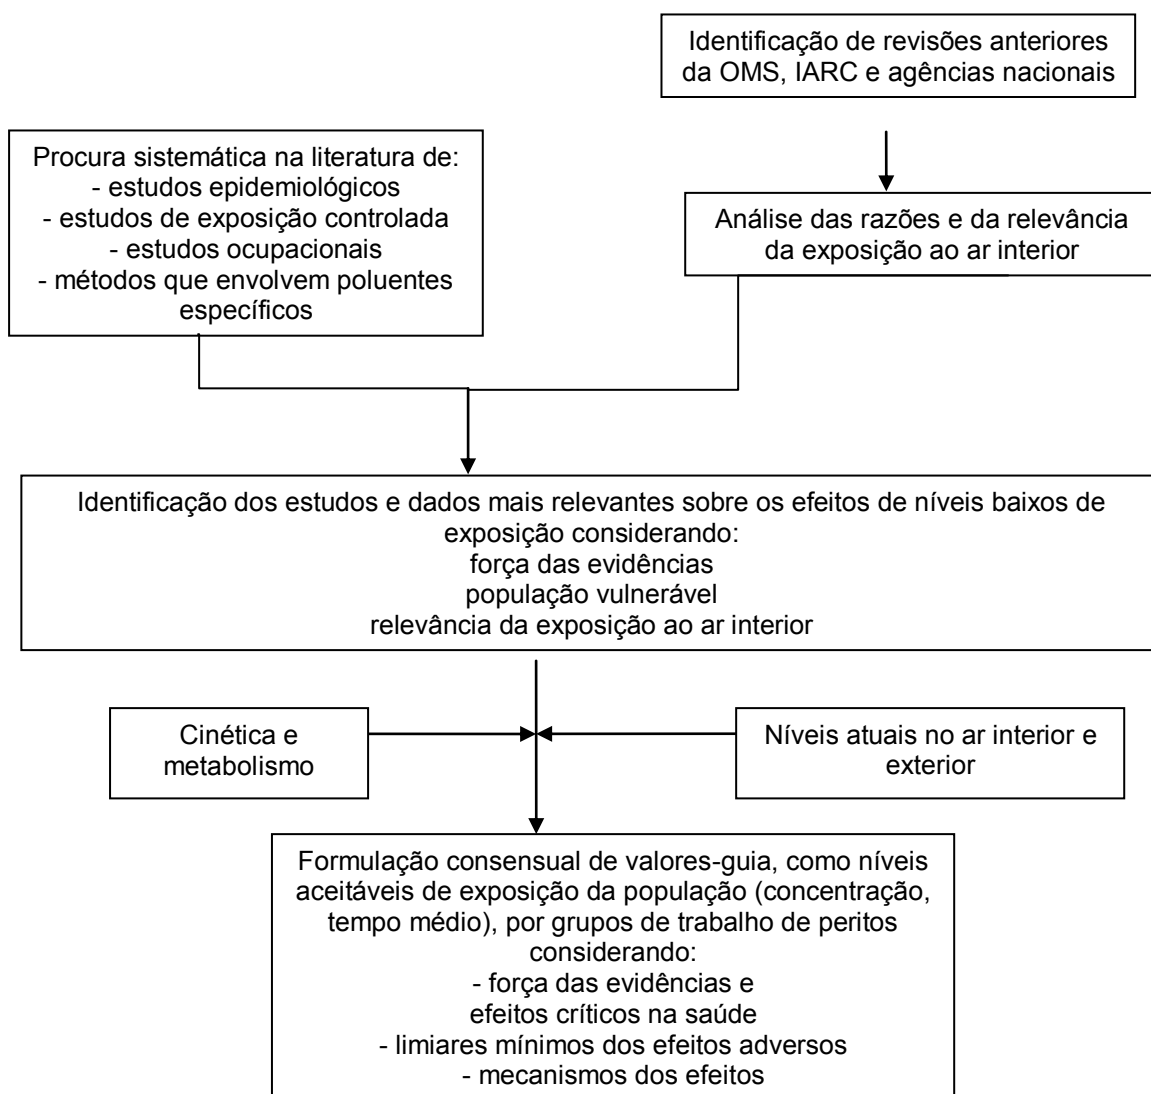 Identificação de revisões anteriores
da OMS, IARC e agências nacionais
Procura sistemática na literatura de:
- estudos epidemiológicos
- estudos de exposição controlada
- estudos ocupacionais
- métodos que envolvem poluentes
específicos
Análise das razões e da relevância
da exposição ao ar interior
Identificação dos estudos e dados mais relevantes sobre os efeitos de níveis baixos de
exposição considerando:
força das evidências
população vulnerável
relevância da exposição ao ar interior
Cinética e
metabolismo
Níveis atuais no ar interior e
exterior
Formulação consensual de valores-guia, como níveis
aceitáveis de exposição da população (concentração,
tempo médio), por grupos de trabalho de peritos
considerando:
- força das evidências e
efeitos críticos na saúde
- limiares mínimos dos efeitos adversos
- mecanismos dos efeitos